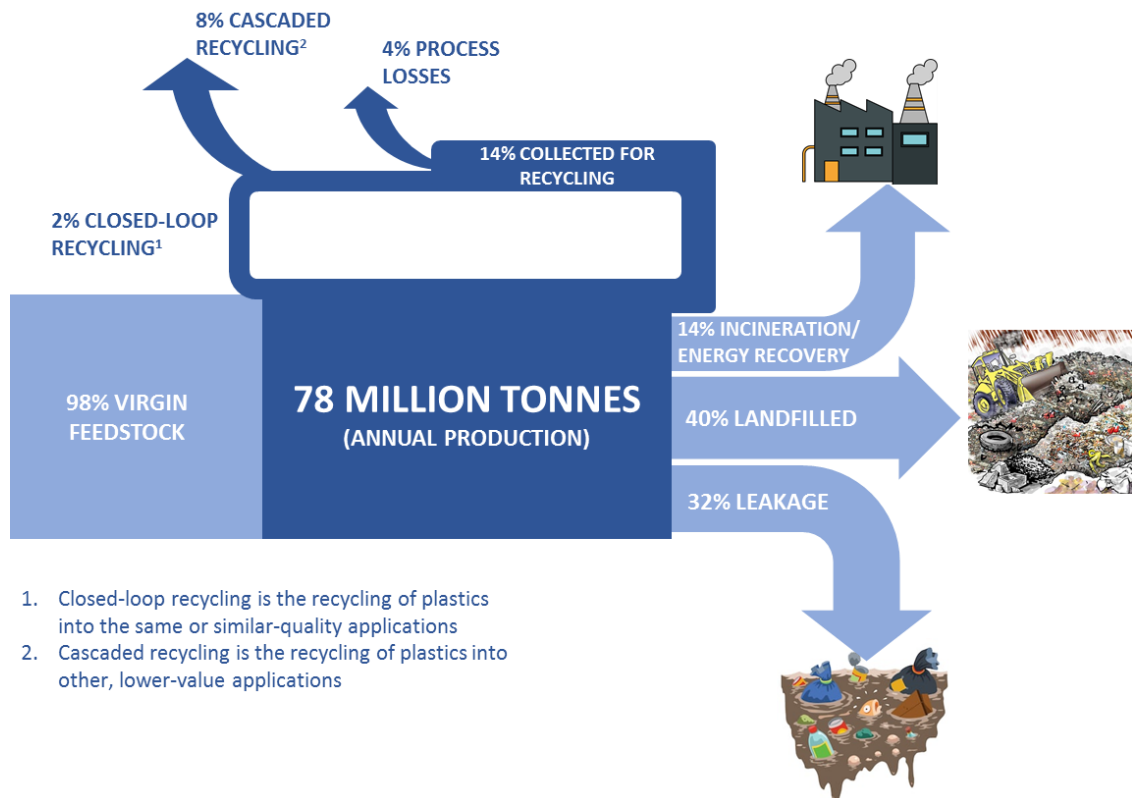 8% CASCADED
RECYCLING²
4% PROCESS
LOSSES
14% COLLECTED FOR
RECYCLING
2% CLOSED-LOOP
RECYCLING¹
14% INCINERATION/
ENERGY RECOVERY
98% VIRGIN
FEEDSTOCK
78 MILLION TONNES
(ANNUAL PRODUCTION)
40% LANDFILLED
32% LEAKAGE
1. Closed-loop recycling is the recycling of plastics
into the same or similar-quality applications
2. Cascaded recycling is the recycling of plastics into
other, lower-value applications